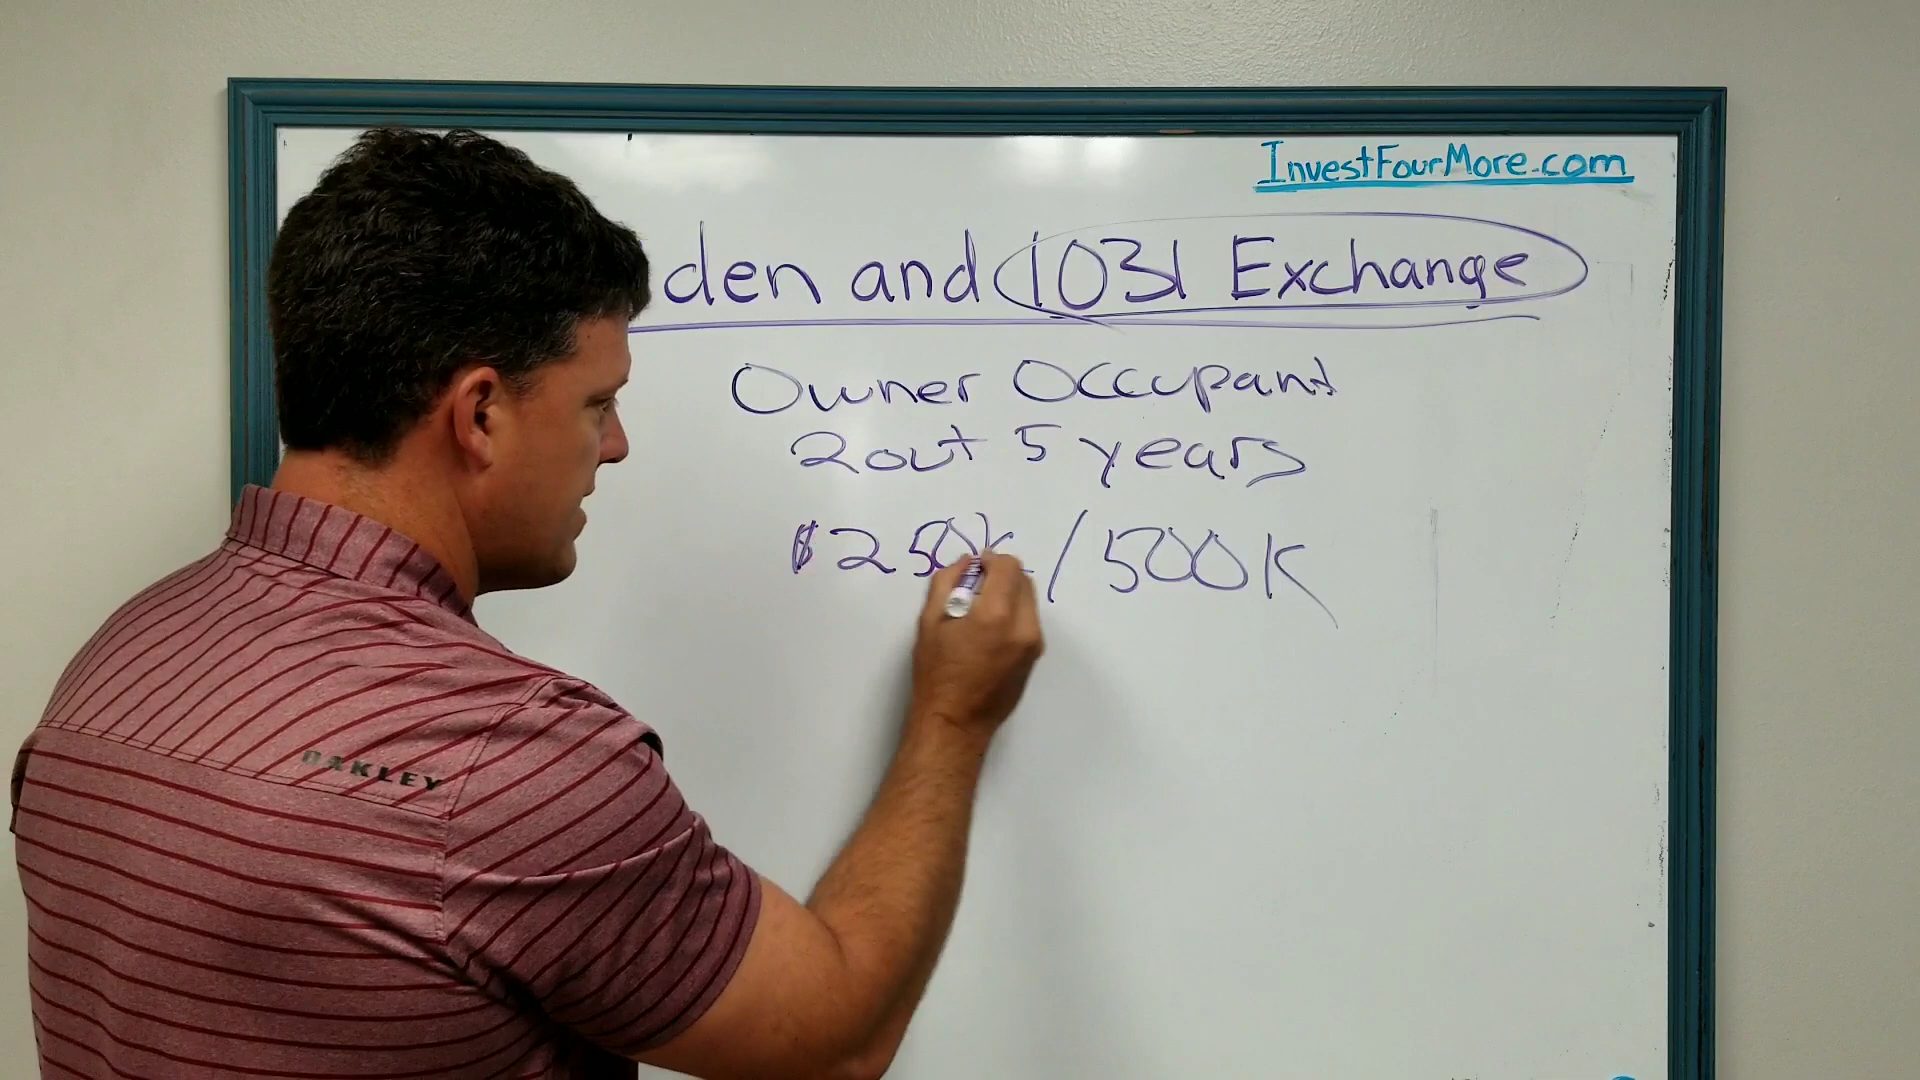 InvestFourMore.com
den and 1031 Exchange
Owner Occupant
2 out 5 years
$250K / 500K
OAKLEY